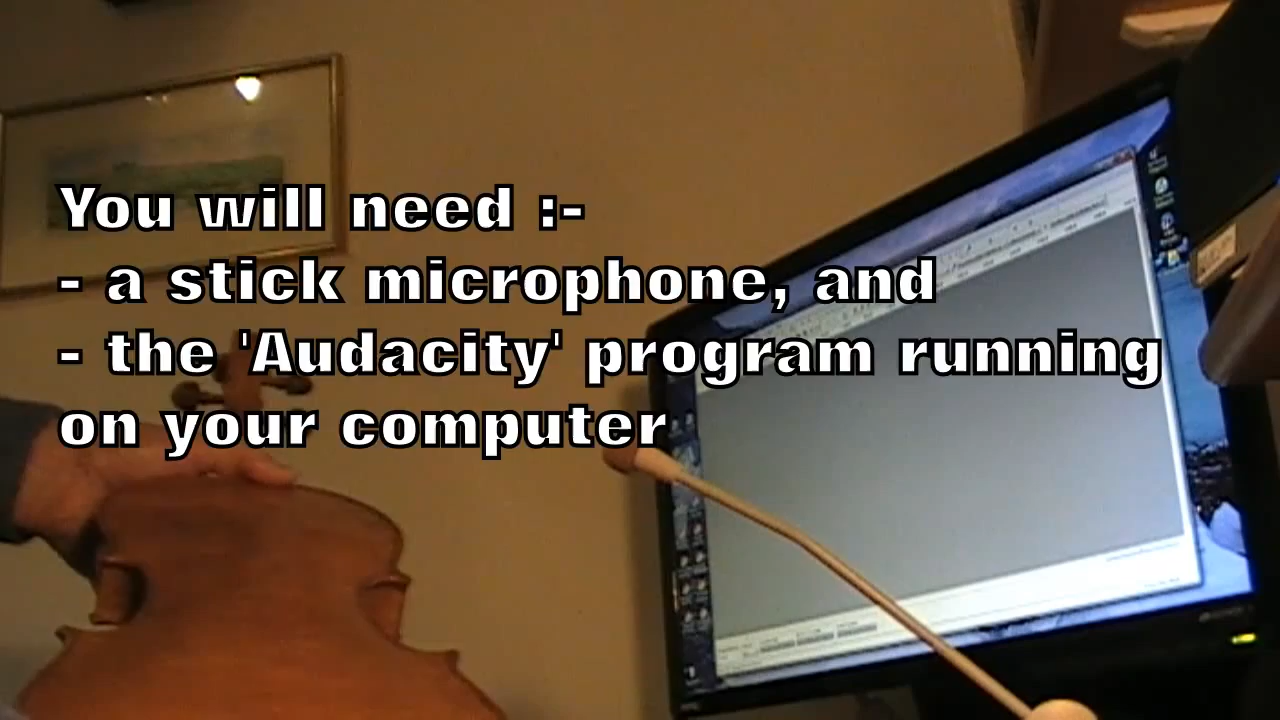 You will need :-
- a stick microphone, and
- the 'Audacity' program running
on your computer